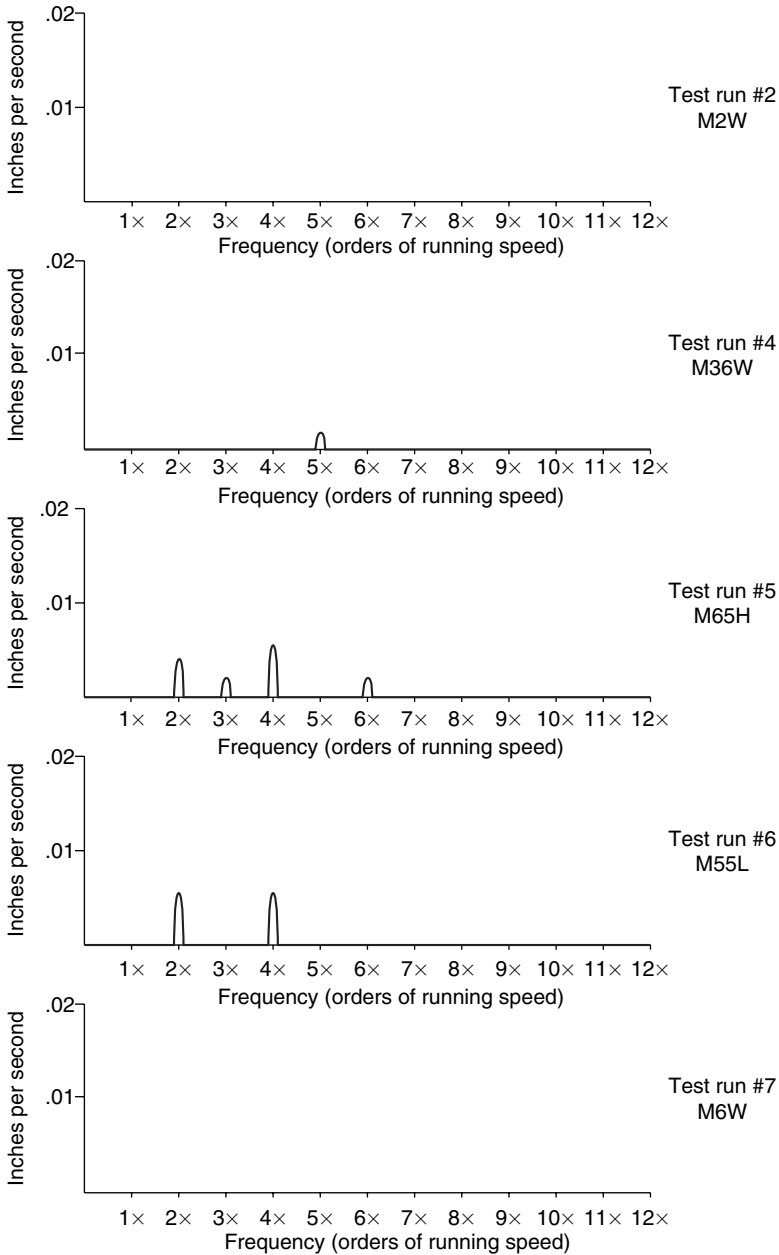 .02
Inches per second
.01
Test run #2
M2W
1× 2× 3× 4× 5× 6× 7× 8× 9× 10× 11× 12×
Frequency (orders of running speed)
.02
Inches per second
.01
Test run #4
M36W
1× 2× 3× 4× 5× 6× 7× 8× 9× 10× 11× 12×
Frequency (orders of running speed)
.02
Inches per second
.01
Test run #5
M65H
1× 2× 3× 4× 5× 6× 7× 8× 9× 10× 11× 12×
Frequency (orders of running speed)
.02
Inches per second
.01
Test run #6
M55L
1× 2× 3× 4× 5× 6× 7× 8× 9× 10× 11× 12×
Frequency (orders of running speed)
.02
Inches per second
.01
Test run #7
M6W
1× 2× 3× 4× 5× 6× 7× 8× 9× 10× 11× 12×
Frequency (orders of running speed)